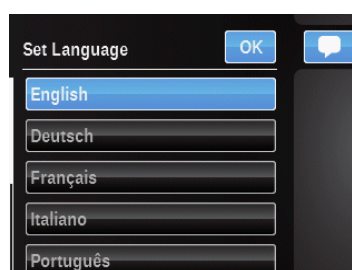 Set Language
OK
English
Deutsch
Français
Italiano
Português